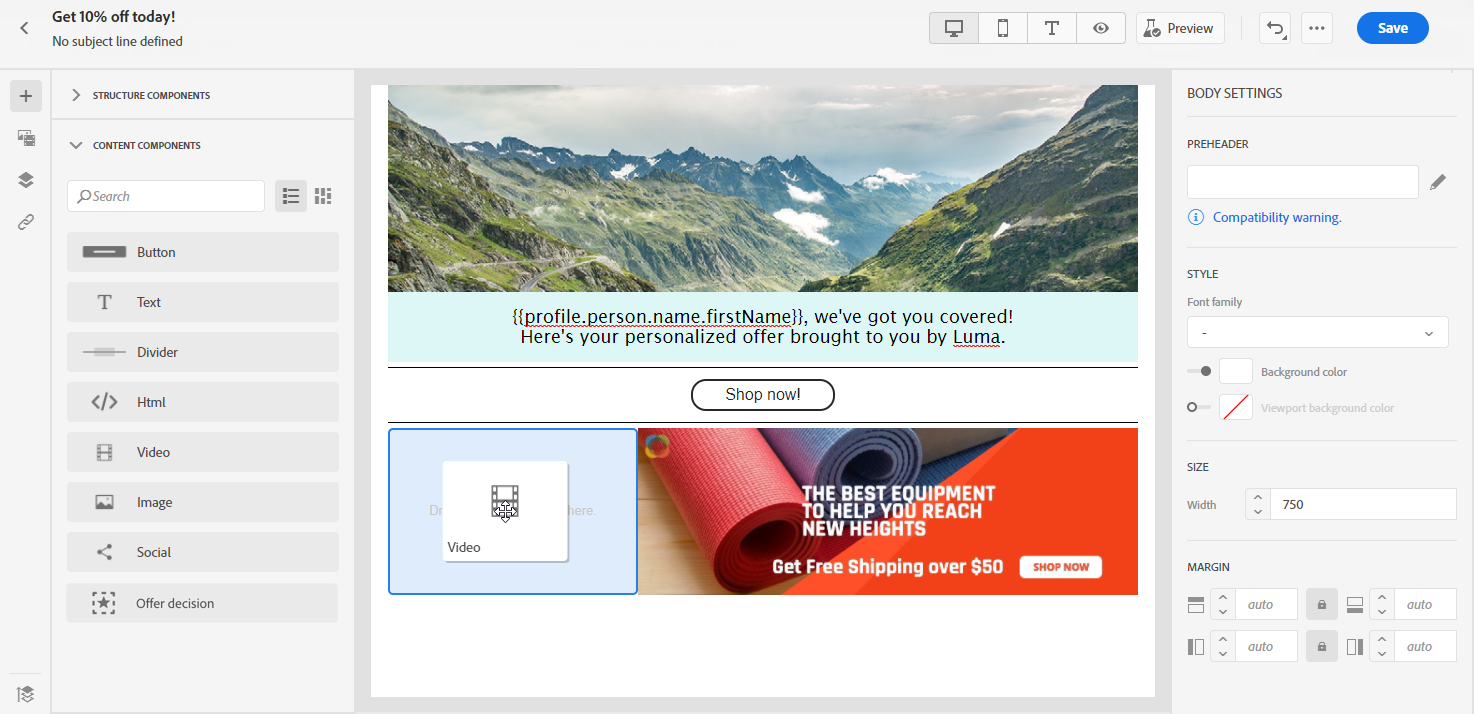 Get 10% off today!
No subject line defined
Preview
Save
STRUCTURE COMPONENTS
CONTENT COMPONENTS
Search
Button
Text
Divider
Html
Video
Image
Social
Offer decision
{{profile.person.name.firstName}}, we've got you covered!
Here's your personalized offer brought to you by Luma.
Shop now!
here.
Video
THE BEST EQUIPMENT
TO HELP YOU REACH
NEW HEIGHTS
Get Free Shipping over $50
SHOP NOW
BODY SETTINGS
PREHEADER
Compatibility warning.
STYLE
Font family
-
Background color
Viewport background color
SIZE
Width
750
MARGIN
auto
auto
auto
auto